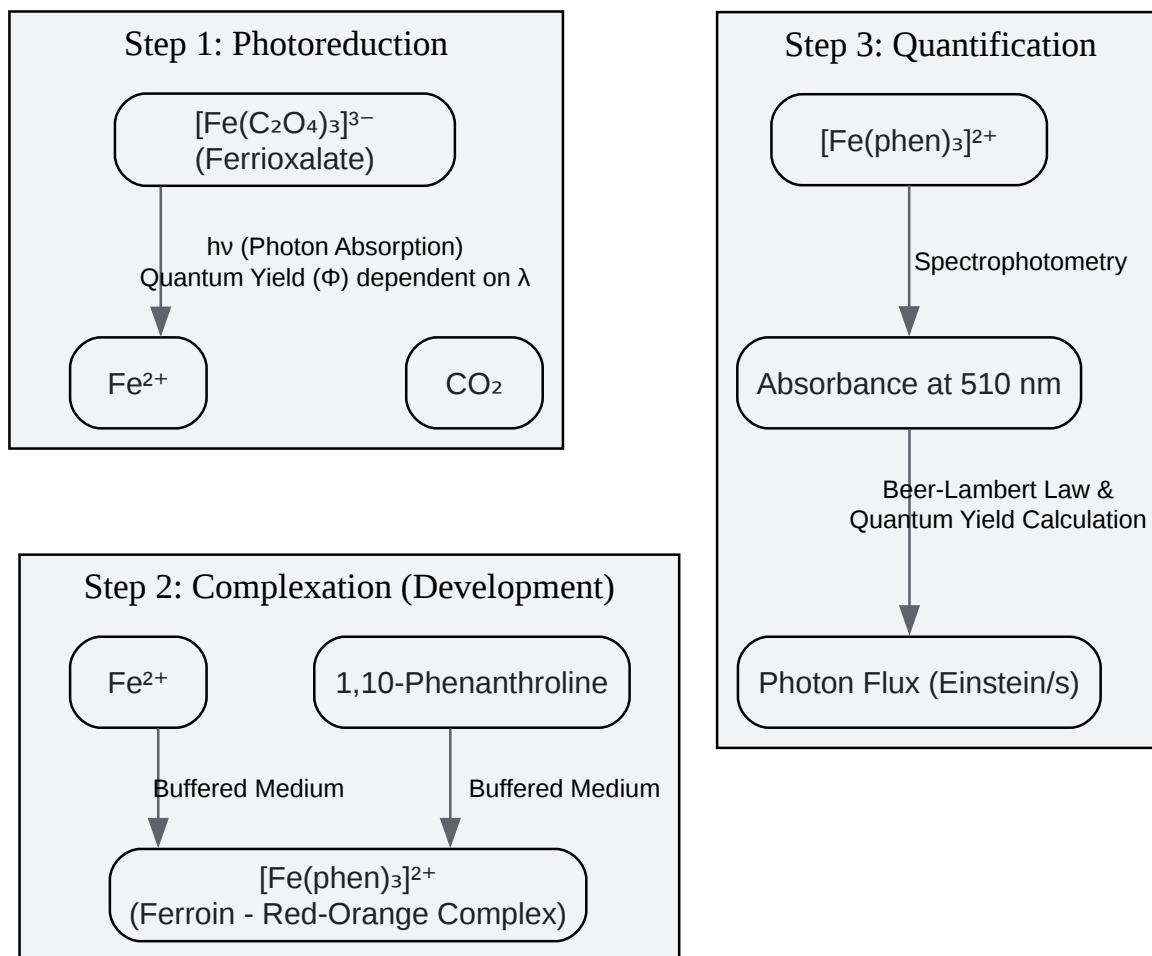 Step 1: Photoreduction
[Fe(C₂O₄)₃]³⁻
(Ferrioxalate)
hν (Photon Absorption)
Quantum Yield (Φ) dependent on λ
Fe²⁺
CO₂
Step 2: Complexation (Development)
Fe²⁺
1,10-Phenanthroline
Buffered Medium
Buffered Medium
[Fe(phen)₃]²⁺
(Ferroin - Red-Orange Complex)
Step 3: Quantification
[Fe(phen)₃]²⁺
Spectrophotometry
Absorbance at 510 nm
Beer-Lambert Law &
Quantum Yield Calculation
Photon Flux (Einstein/s)